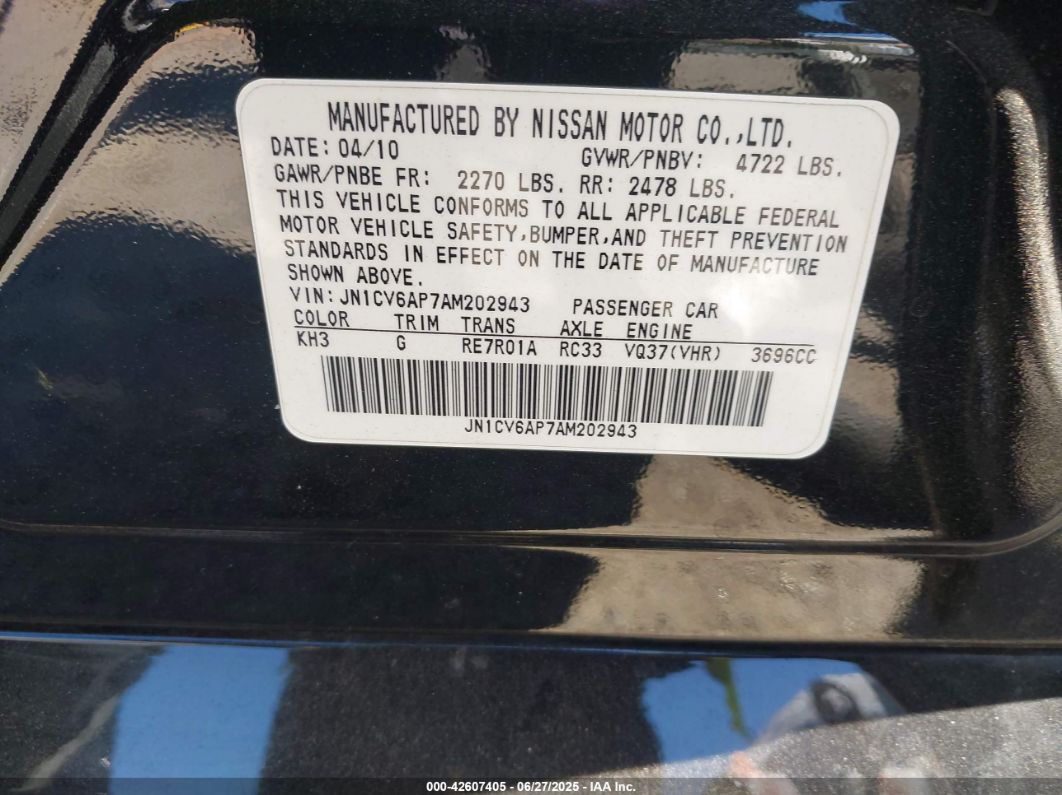 MANUFACTURED BY NISSAN MOTOR CO.,LTD.
DATE: 04/10 GVWR/PNBV: 4722 LBS.
GAWR/PNBE FR: 2270 LBS. RR: 2478 LBS.
THIS VEHICLE CONFORMS TO ALL APPLICABLE FEDERAL
MOTOR VEHICLE SAFETY,BUMPER,AND THEFT PREVENTION
STANDARDS IN EFFECT ON THE DATE OF MANUFACTURE
SHOWN ABOVE.
VIN:JN1CV6AP7AM202943 PASSENGER CAR
COLOR TRIM TRANS AXLE ENGINE
KH3 G RE7R01A RC33 VQ37(VHR) 3696CC
JN1CV6AP7AM202943
000-42607405 - 06/27/2025 - IAA Inc.